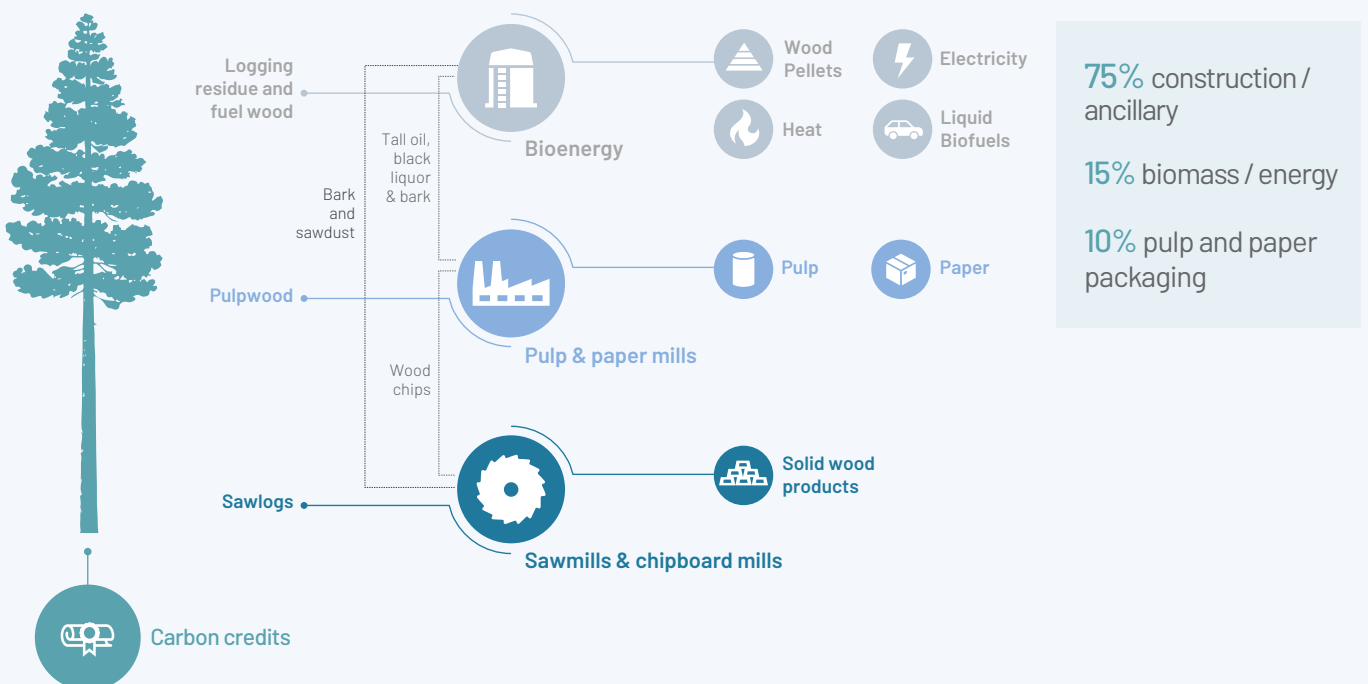 Logging
residue and
fuel wood
Bioenergy
Wood
Pellets
Electricity
Heat
Liquid
Biofuels
Tall oil,
black
liquor
& bark
Bark
and
sawdust
Pulpwood
Pulp & paper mills
Pulp
Paper
Wood
chips
Sawlogs
Sawmills & chipboard mills
Solid wood
products
Carbon credits
75% construction /
ancillary
15% biomass / energy
10% pulp and paper
packaging